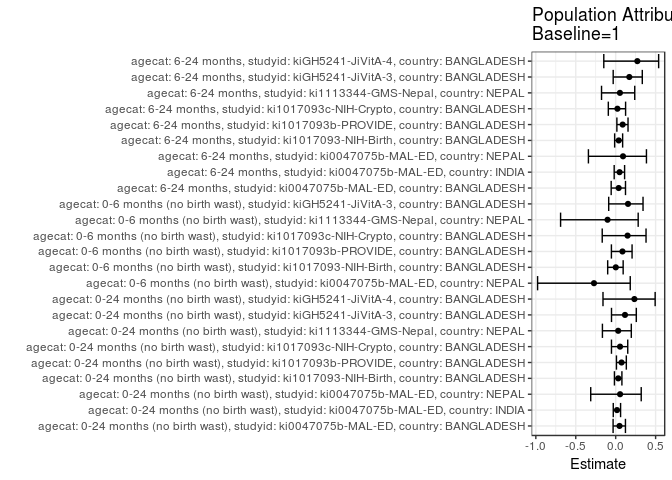 Population Attribu
Baseline=1
agecat: 6-24 months, studyid: kiGH5241-JiVitA-4, country: BANGLADESH
agecat: 6-24 months, studyid: kiGH5241-JiVitA-3, country: BANGLADESH
agecat: 6-24 months, studyid: ki1113344-GMS-Nepal, country: NEPAL
agecat: 6-24 months, studyid: ki1017093c-NIH-Crypto, country: BANGLADESH
agecat: 6-24 months, studyid: ki1017093b-PROVIDE, country: BANGLADESH
agecat: 6-24 months, studyid: ki1017093-NIH-Birth, country: BANGLADESH
agecat: 6-24 months, studyid: ki0047075b-MAL-ED, country: NEPAL
agecat: 6-24 months, studyid: ki0047075b-MAL-ED, country: INDIA
agecat: 6-24 months, studyid: ki0047075b-MAL-ED, country: BANGLADESH
agecat: 0-6 months (no birth wast), studyid: kiGH5241-JiVitA-3, country: BANGLADESH
agecat: 0-6 months (no birth wast), studyid: ki1113344-GMS-Nepal, country: NEPAL
agecat: 0-6 months (no birth wast), studyid: ki1017093c-NIH-Crypto, country: BANGLADESH
agecat: 0-6 months (no birth wast), studyid: ki1017093b-PROVIDE, country: BANGLADESH
agecat: 0-6 months (no birth wast), studyid: ki1017093-NIH-Birth, country: BANGLADESH
agecat: 0-6 months (no birth wast), studyid: ki0047075b-MAL-ED, country: NEPAL
agecat: 0-24 months (no birth wast), studyid: kiGH5241-JiVitA-4, country: BANGLADESH
agecat: 0-24 months (no birth wast), studyid: kiGH5241-JiVitA-3, country: BANGLADESH
agecat: 0-24 months (no birth wast), studyid: ki1113344-GMS-Nepal, country: NEPAL
agecat: 0-24 months (no birth wast), studyid: ki1017093c-NIH-Crypto, country: BANGLADESH
agecat: 0-24 months (no birth wast), studyid: ki1017093b-PROVIDE, country: BANGLADESH
agecat: 0-24 months (no birth wast), studyid: ki1017093-NIH-Birth, country: BANGLADESH
agecat: 0-24 months (no birth wast), studyid: ki0047075b-MAL-ED, country: NEPAL
agecat: 0-24 months (no birth wast), studyid: ki0047075b-MAL-ED, country: INDIA
agecat: 0-24 months (no birth wast), studyid: ki0047075b-MAL-ED, country: BANGLADESH
-1.0 -0.5 0.0 0.5
Estimate